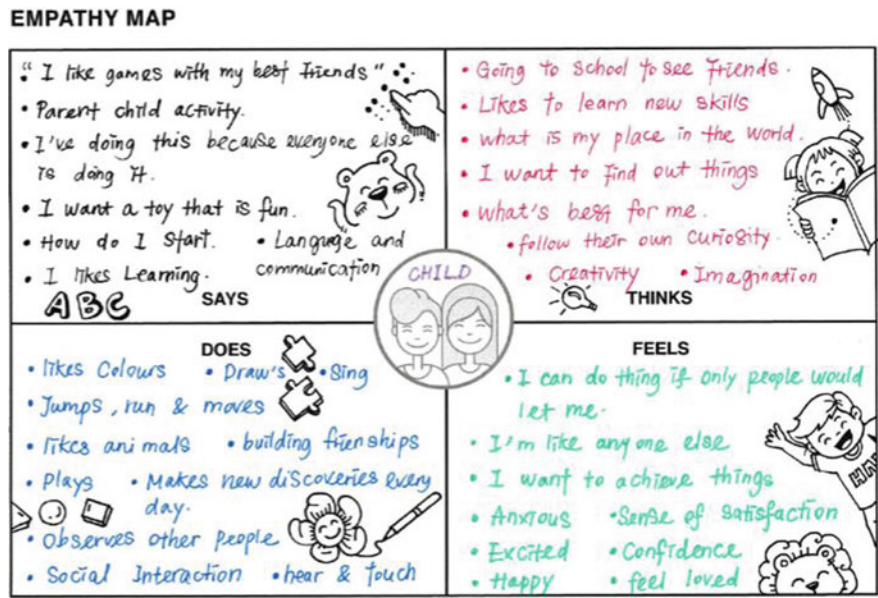 EMPATHY MAP
"I like games with my best friends"
• Parent child activity.
• I've doing this because everyone else
is doing it.
• I want a toy that is fun.
• How do I start.
• Language and
communication
• I likes Learning.
ABC
SAYS
• Going to school to see friends.
• Likes to learn new skills
• what is my place in the world.
• I want to find out things
• what's best for me.
• follow their own curiosity.
• Creativity
• Imagination
THINKS
CHILD
DOES
• likes Colours
• Draw's
• Sing
• Jumps, run & moves
• likes animals
• building frienships
• Plays
• Makes new discoveries every
day.
• Observes other people
• Social Interaction
• hear & touch
FEELS
• I can do thing if only people would
let me.
• I'm like any one else
• I want to achieve things
• Anxious
• Sense of satisfaction
• Excited
• Confidence
• Happy
• feel loved